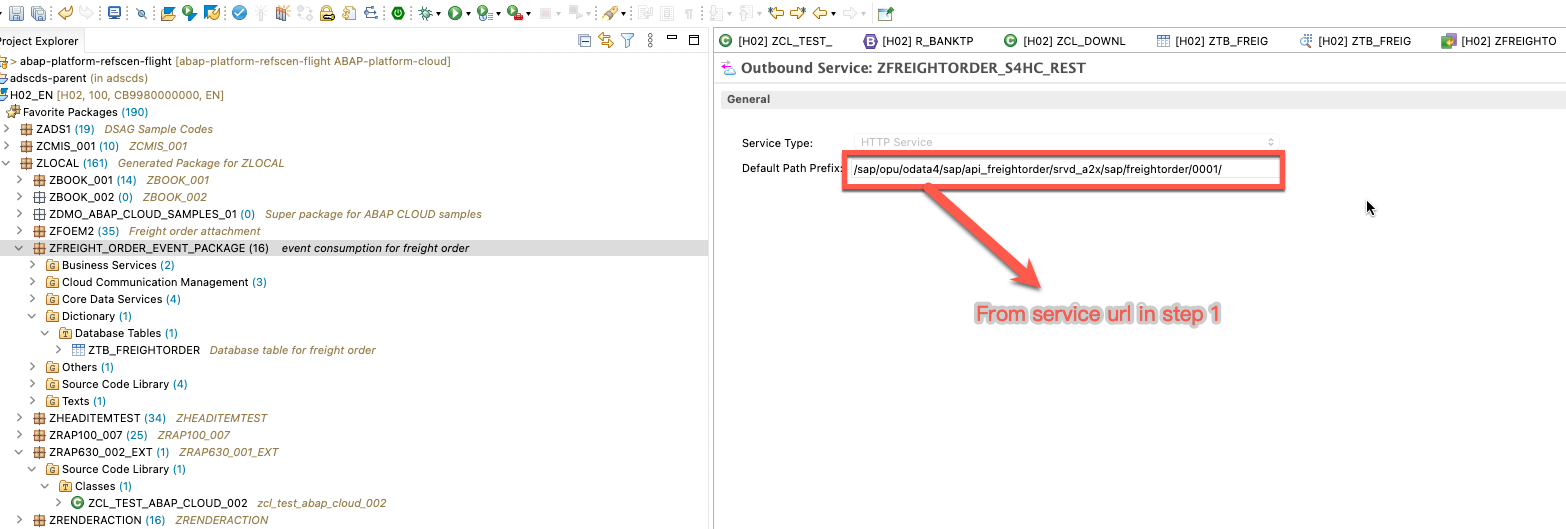 Project Explorer
> abap-platform-refscen-flight [abap-platform-refscen-flight ABAP-platform-cloud]
adscds-parent (in adscds)
H02_EN [H02, 100, CB9980000000, EN]
Favorite Packages (190)
ZADS1 (19) DSAG Sample Codes
ZCMIS_001 (10) ZCMIS_001
ZLOCAL (161) Generated Package for ZLOCAL
ZBOOK_001 (14) ZBOOK_001
ZBOOK_002 (0) ZBOOK_002
ZDMO_ABAP_CLOUD_SAMPLES_01 (0) Super package for ABAP CLOUD samples
ZFOEM2 (35) Freight order attachment
ZFREIGHT_ORDER_EVENT_PACKAGE (16) event consumption for freight order
Business Services (2)
Cloud Communication Management (3)
Core Data Services (4)
Dictionary (1)
Database Tables (1)
ZTB_FREIGHTORDER Database table for freight order
Others (1)
Source Code Library (4)
Texts (1)
ZHEADITEMTEST (34) ZHEADITEMTEST
ZRAP100_007 (25) ZRAP100_007
ZRAP630_002_EXT (1) ZRAP630_001_EXT
Source Code Library (1)
Classes (1)
ZCL_TEST_ABAP_CLOUD_002 zcl_test_abap_cloud_002
ZRENDERACTION (16) ZRENDERACTION
[H02] ZCL_TEST_ [H02] R_BANKTP [H02] ZCL_DOWNL [H02] ZTB_FREIG [H02] ZTB_FREIG [H02] ZFREIGHTO
Outbound Service: ZFREIGHTORDER_S4HC_REST
General
Service Type: HTTP Service
Default Path Prefix: /sap/opu/odata4/sap/api_freightorder/srvd_a2x/sap/freightorder/0001/
From service url in step 1